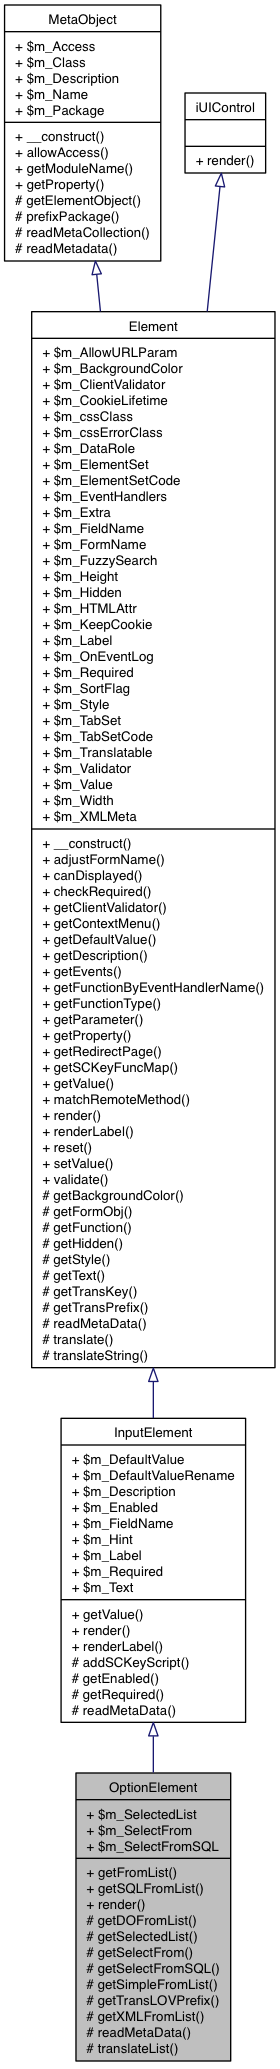 MetaObject
+ $m_Access
+ $m_Class
+ $m_Description
+ $m_Name
+ $m_Package
+ __construct()
+ allowAccess()
+ getModuleName()
+ getProperty()
# getElementObject()
# prefixPackage()
# readMetaCollection()
# readMetadata()
iUIControl
+ render()
Element
+ $m_AllowURLParam
+ $m_BackgroundColor
+ $m_ClientValidator
+ $m_CookieLifetime
+ $m_cssClass
+ $m_cssErrorClass
+ $m_DataRole
+ $m_ElementSet
+ $m_ElementSetCode
+ $m_EventHandlers
+ $m_Extra
+ $m_FieldName
+ $m_FormName
+ $m_FuzzySearch
+ $m_Height
+ $m_Hidden
+ $m_HTMLAttr
+ $m_KeepCookie
+ $m_Label
+ $m_OnEventLog
+ $m_Required
+ $m_SortFlag
+ $m_Style
+ $m_TabSet
+ $m_TabSetCode
+ $m_Translatable
+ $m_Validator
+ $m_Value
+ $m_Width
+ $m_XMLMeta
+ __construct()
+ adjustFormName()
+ canDisplayed()
+ checkRequired()
+ getClientValidator()
+ getContextMenu()
+ getDefaultValue()
+ getDescription()
+ getEvents()
+ getFunctionByEventHandlerName()
+ getFunctionType()
+ getParameter()
+ getProperty()
+ getRedirectPage()
+ getSCKeyFuncMap()
+ getValue()
+ matchRemoteMethod()
+ render()
+ renderLabel()
+ reset()
+ setValue()
+ validate()
# getBackgroundColor()
# getFormObj()
# getFunction()
# getHidden()
# getStyle()
# getText()
# getTransKey()
# getTransPrefix()
# readMetaData()
# translate()
# translateString()
InputElement
+ $m_DefaultValue
+ $m_DefaultValueRename
+ $m_Description
+ $m_Enabled
+ $m_FieldName
+ $m_Hint
+ $m_Label
+ $m_Required
+ $m_Text
+ getValue()
+ render()
+ renderLabel()
# addSCKeyScript()
# getEnabled()
# getRequired()
# readMetaData()
OptionElement
+ $m_SelectedList
+ $m_SelectFrom
+ $m_SelectFromSQL
+ getFromList()
+ getSQLFromList()
+ render()
# getDOFromList()
# getSelectedList()
# getSelectFrom()
# getSelectFromSQL()
# getSimpleFromList()
# getTransLOVPrefix()
# getXMLFromList()
# readMetaData()
# translateList()